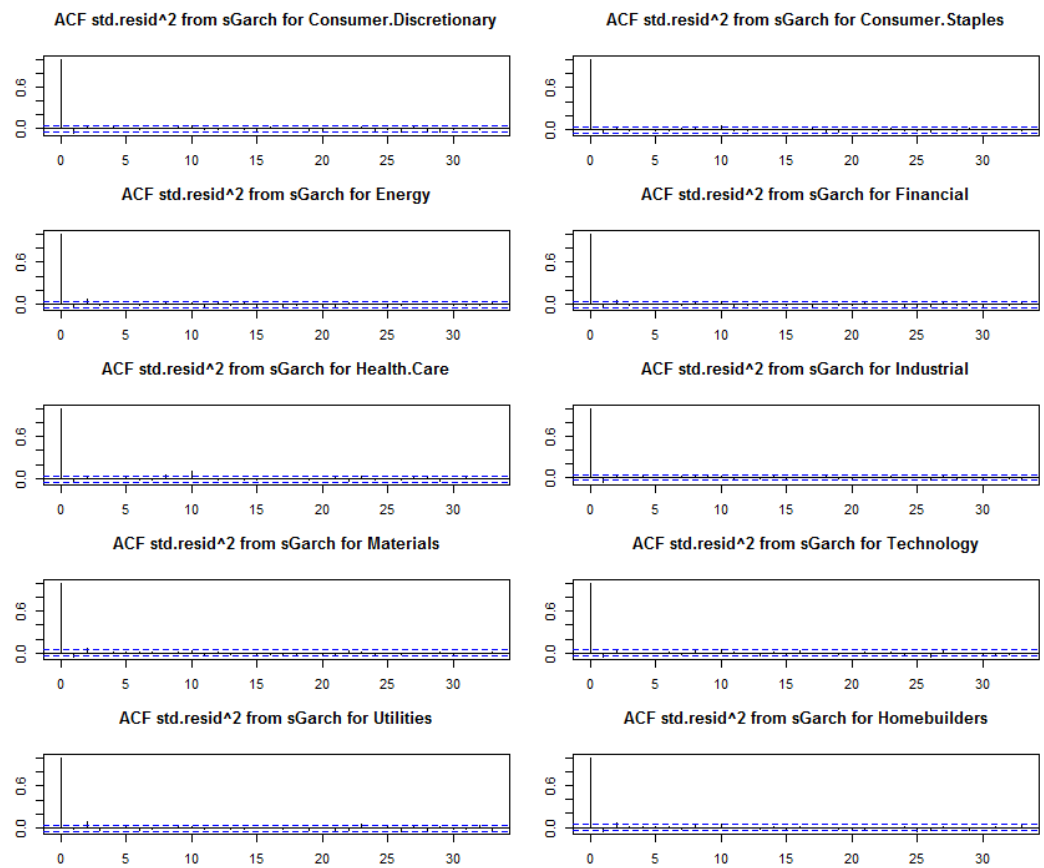 ACF std.resid^2 from sGarch for Consumer.Discretionary
0.6
0.0
0 5 10 15 20 25 30
ACF std.resid^2 from sGarch for Consumer.Staples
0.6
0.0
0 5 10 15 20 25 30
ACF std.resid^2 from sGarch for Energy
0.6
0.0
0 5 10 15 20 25 30
ACF std.resid^2 from sGarch for Financial
0.6
0.0
0 5 10 15 20 25 30
ACF std.resid^2 from sGarch for Health.Care
0.6
0.0
0 5 10 15 20 25 30
ACF std.resid^2 from sGarch for Industrial
0.6
0.0
0 5 10 15 20 25 30
ACF std.resid^2 from sGarch for Materials
0.6
0.0
0 5 10 15 20 25 30
ACF std.resid^2 from sGarch for Technology
0.6
0.0
0 5 10 15 20 25 30
ACF std.resid^2 from sGarch for Utilities
0.6
0.0
0 5 10 15 20 25 30
ACF std.resid^2 from sGarch for Homebuilders
0.6
0.0
0 5 10 15 20 25 30